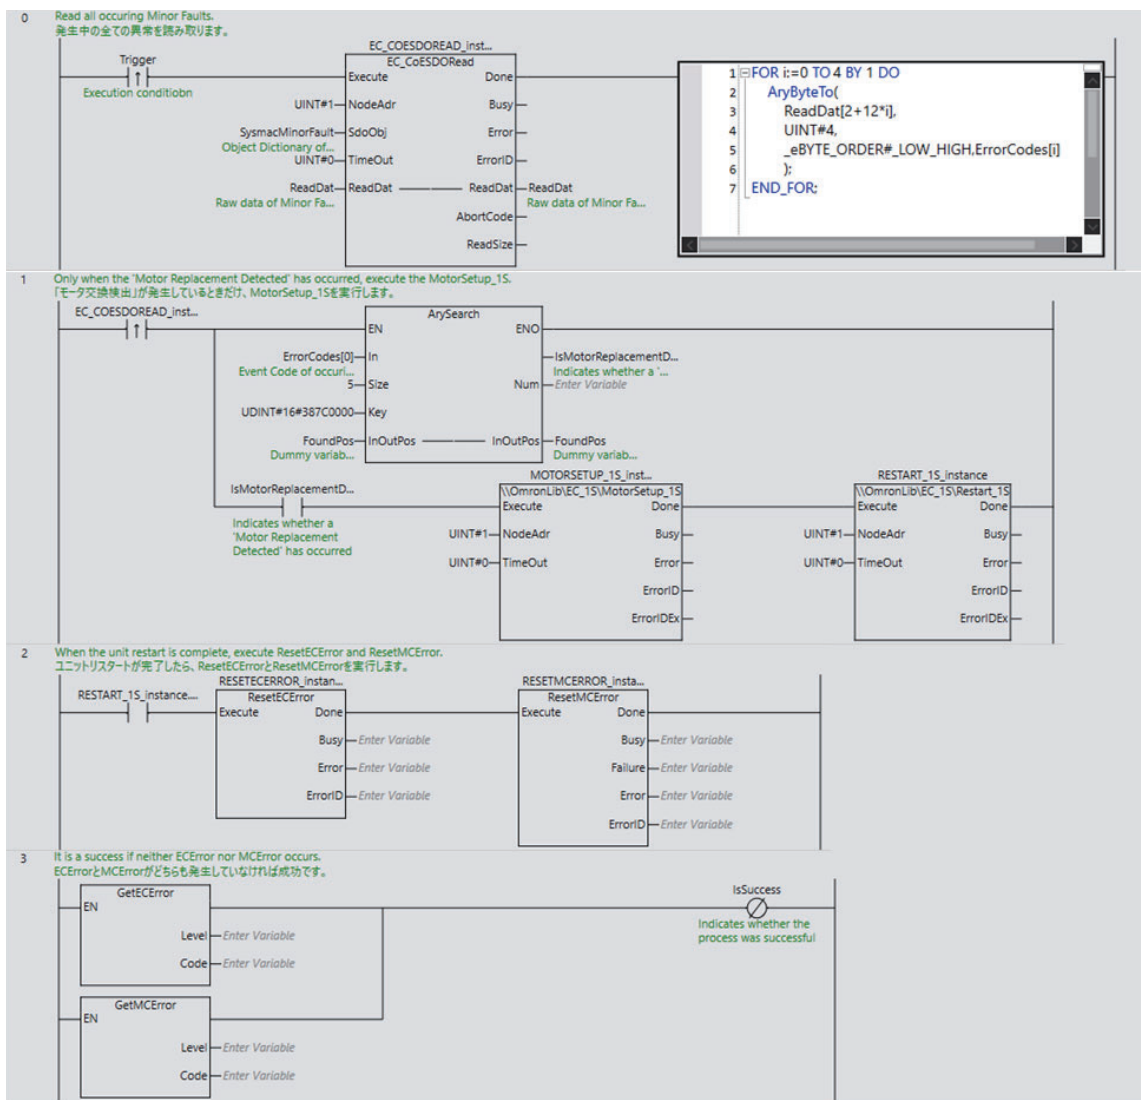 0
Read all occuring Minor Faults.
発生中の全ての異常を読み取ります。
Trigger
Execution conditiobn
EC_COESDOREAD_inst...
EC_CoESDORead
Execute Done
UINT#1 NodeAdr Busy
SysmacMinorFault SdoObj Error
Object Dictionary of...
UINT#0 TimeOut ErrorID
ReadDat ReadDat ReadDat ReadDat
Raw data of Minor Fa... Raw data of Minor Fa...
AbortCode
ReadSize
1 FOR i:=0 TO 4 BY 1 DO
2 AryByteTo(
3 ReadDat[2+12*i],
4 UINT#4,
5 _eBYTE_ORDER#_LOW_HIGH,ErrorCodes[i]
6 );
7 END_FOR;
1
Only when the 'Motor Replacement Detected' has occurred, execute the MotorSetup_1S.
「モータ交換検出」が発生しているときだけ、MotorSetup_1Sを実行します。
EC_COESDOREAD_inst...
ArySearch
EN ENO
ErrorCodes[0] In IsMotorReplacementD...
Event Code of occuri... Indicates whether a '...
5 Size Num Enter Variable
UDINT#16#387C0000 Key
FoundPos InOutPos InOutPos FoundPos
Dummy variab... Dummy variab...
IsMotorReplacementD...
Indicates whether a
'Motor Replacement
Detected' has occurred
MOTORSETUP_1S_inst...
\\OmronLib\EC_1S\MotorSetup_1S
Execute Done
UINT#1 NodeAdr Busy
UINT#0 TimeOut Error
ErrorID
ErrorIDEx
RESTART_1S_instance
\\OmronLib\EC_1S\Restart_1S
Execute Done
UINT#1 NodeAdr Busy
UINT#0 TimeOut Error
ErrorID
ErrorIDEx
2
When the unit restart is complete, execute ResetECError and ResetMCError.
ユニットリスタートが完了したら、ResetECErrorとResetMCErrorを実行します。
RESTART_1S_instance....
RESETECERROR_instan...
ResetECError
Execute Done
Busy Enter Variable
Error Enter Variable
ErrorID Enter Variable
RESETMCERROR_insta...
ResetMCError
Execute Done
Busy Enter Variable
Failure Enter Variable
Error Enter Variable
ErrorID Enter Variable
3
It is a success if neither ECError nor MCError occurs.
ECErrorとMCErrorがどちらも発生していなければ成功です。
GetECError
EN
Level Enter Variable
Code Enter Variable
GetMCError
EN
Level Enter Variable
Code Enter Variable
IsSuccess
Indicates whether the
process was successful